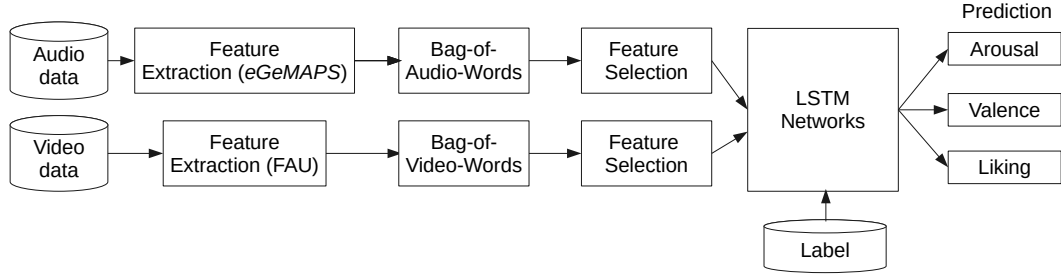 Prediction
Audio
data
Feature
Extraction (eGeMAPS)
Bag-of-
Audio-Words
Feature
Selection
LSTM
Networks
Arousal
Valence
Liking
Video
data
Feature
Extraction (FAU)
Bag-of-
Video-Words
Feature
Selection
Label